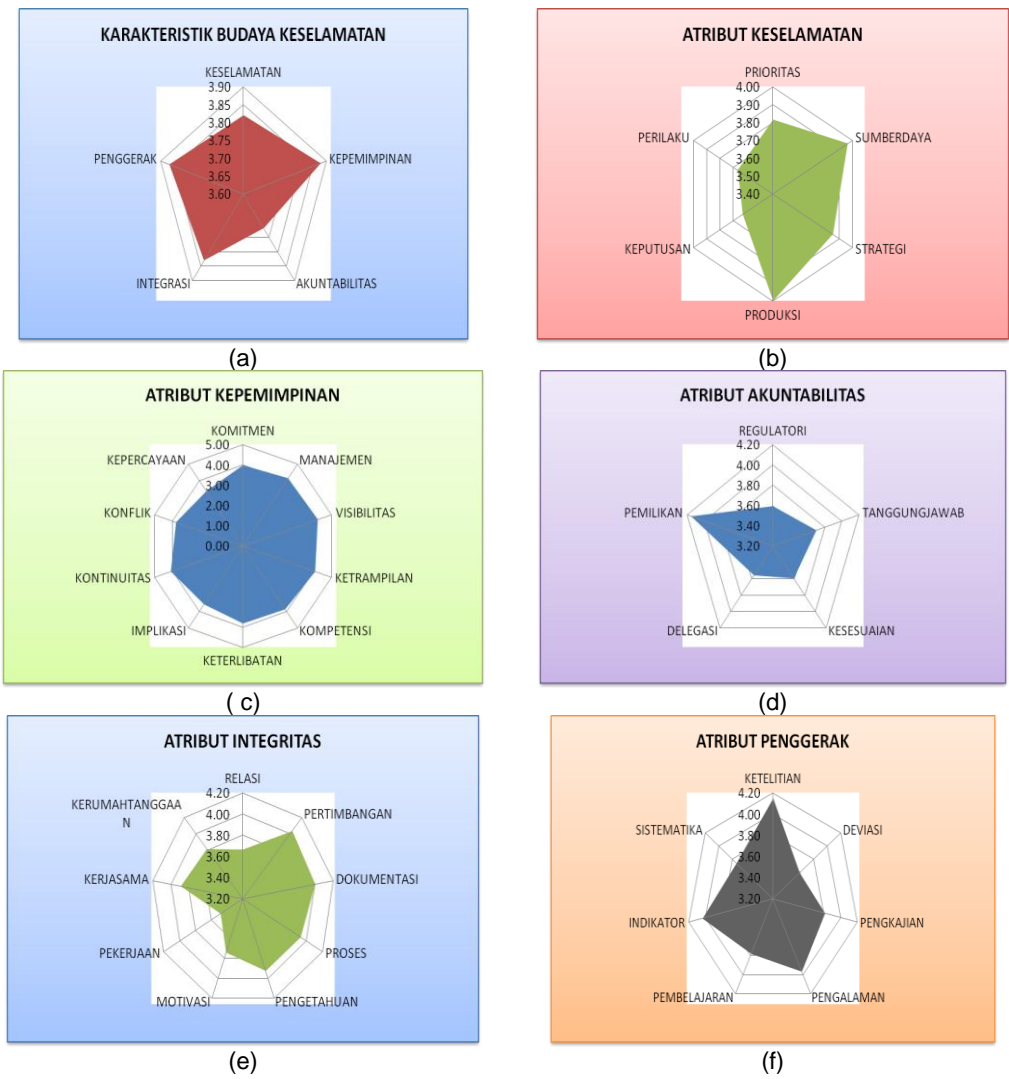 KARAKTERISTIK BUDAYA KESELAMATAN
KESELAMATAN
3.90
3.85
3.80
3.75
3.70
3.65
3.60
KEPEMIMPINAN
AKUNTABILITAS
INTEGRASI
PENGGERAK
(a)
ATRIBUT KESELAMATAN
PRIORITAS
4.00
3.90
3.80
3.70
3.60
3.50
3.40
SUMBERDAYA
STRATEGI
PRODUKSI
KEPUTUSAN
PERILAKU
(b)
ATRIBUT KEPEMIMPINAN
KOMITMEN
5.00
4.00
3.00
2.00
1.00
0.00
MANAJEMEN
VISIBILITAS
KETRAMPILAN
KOMPETENSI
KETERLIBATAN
IMPLIKASI
KONTINUITAS
KONFLIK
KEPERCAYAAN
( c)
ATRIBUT AKUNTABILITAS
REGULATORI
4.20
4.00
3.80
3.60
3.40
3.20
TANGGUNGJAWAB
KESESUAIAN
DELEGASI
PEMILIKAN
(d)
ATRIBUT INTEGRITAS
RELASI
4.20
4.00
3.80
3.60
3.40
3.20
PERTIMBANGAN
DOKUMENTASI
PROSES
PENGETAHUAN
MOTIVASI
PEKERJAAN
KERJASAMA
KERUMAHTANGGAA
N
(e)
ATRIBUT PENGGERAK
KETELITIAN
4.20
4.00
3.80
3.60
3.40
3.20
DEVIASI
PENGKAJIAN
PENGALAMAN
PEMBELAJARAN
INDIKATOR
SISTEMATIKA
(f)